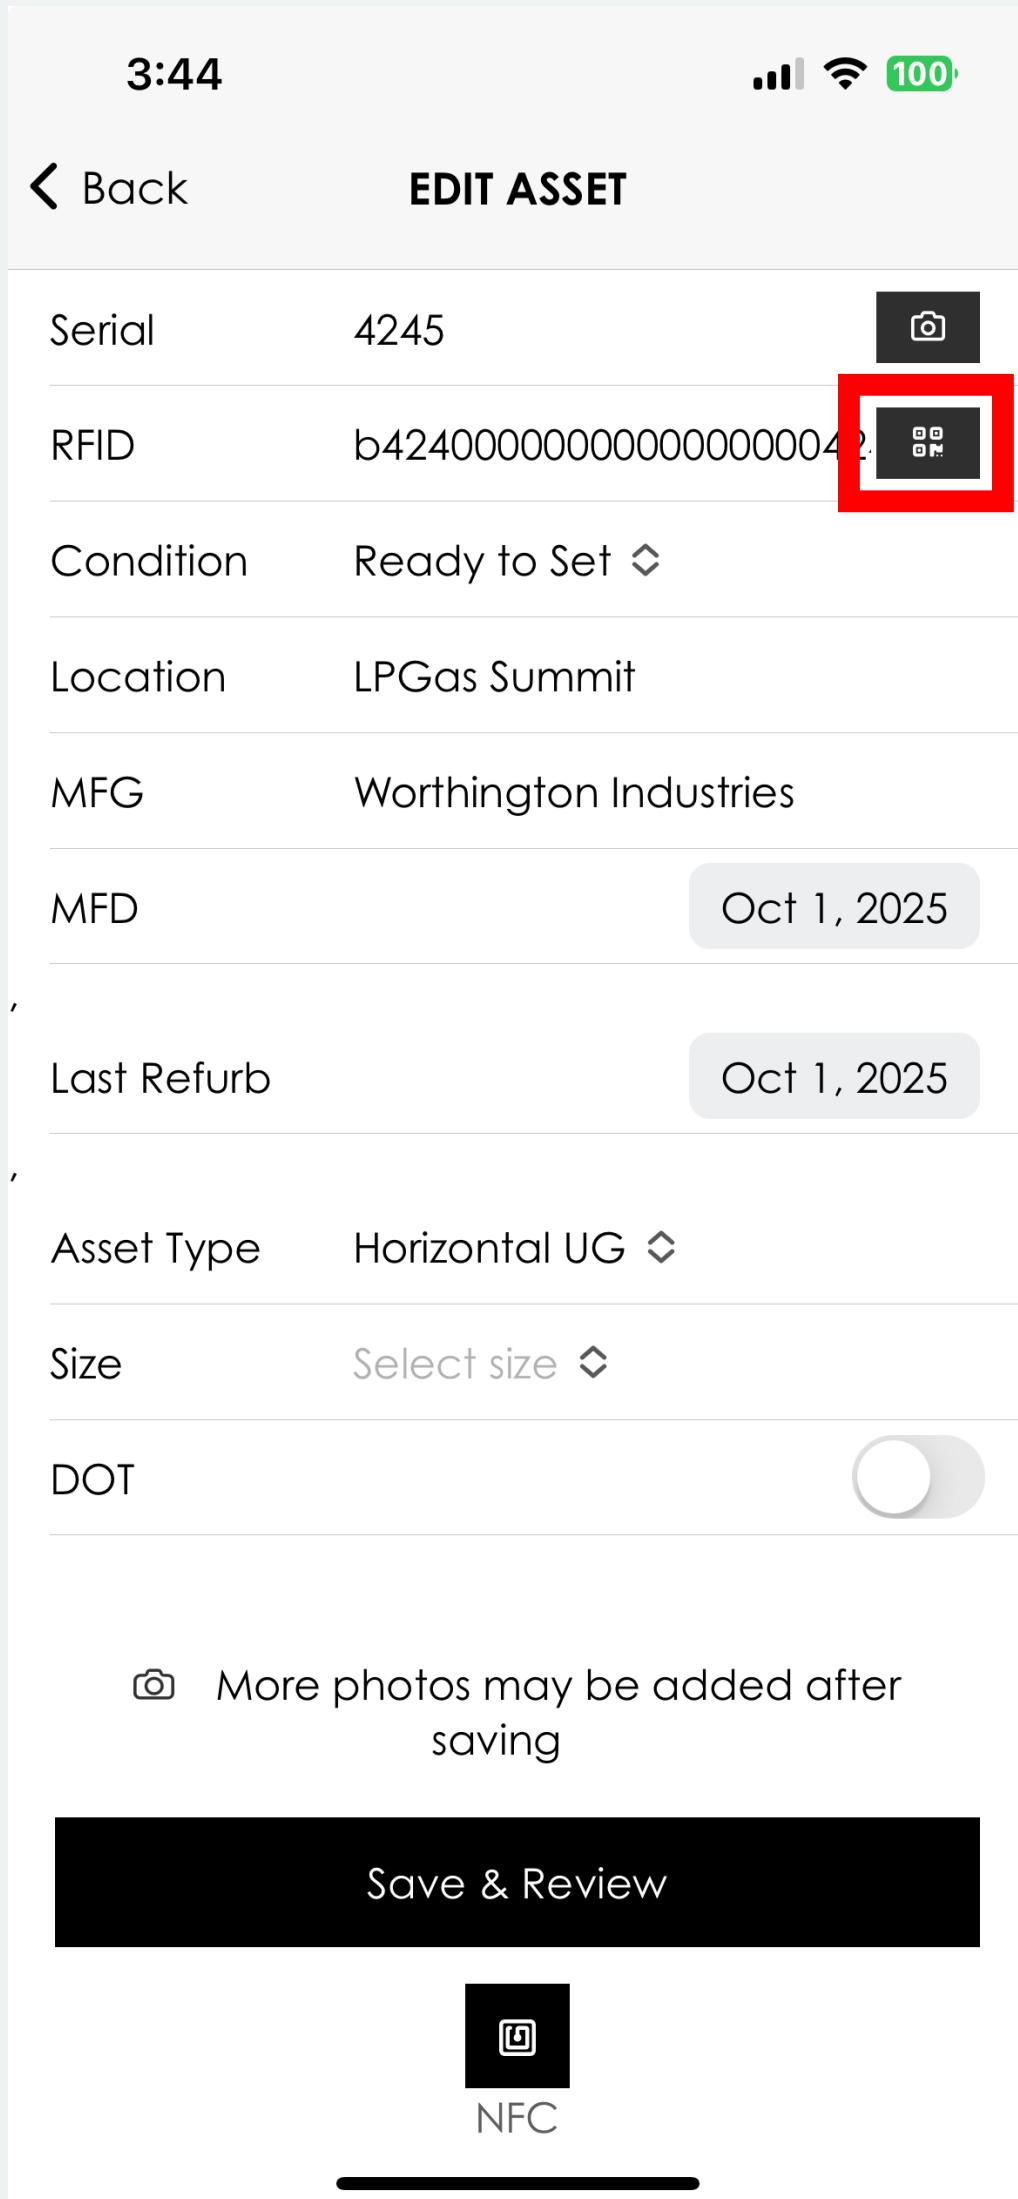 3:44
100
Back
EDIT ASSET
Serial 4245
RFID
Condition Ready to Set
Location LPGas Summit
MFG Worthington Industries
MFD Oct 1, 2025
,
Last Refurb Oct 1, 2025
,
Asset Type Horizontal UG
Size Select size
DOT
More photos may be added after
saving
Save & Review
NFC